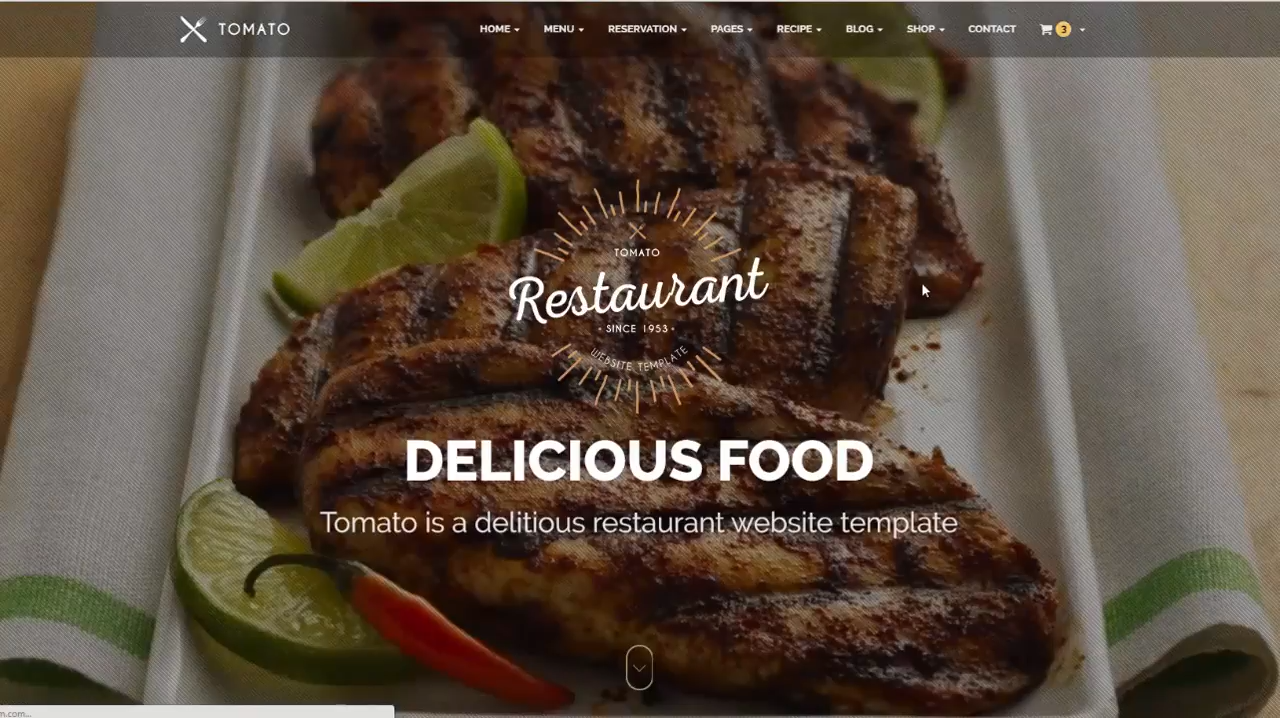 TOMATO
HOME MENU RESERVATION PAGES RECIPE BLOG SHOP CONTACT 3
TOMATO
Restaurant
SINCE 1953
WEBSITE TEMPLATE
DELICIOUS FOOD
Tomato is a delitious restaurant website template
m.com...